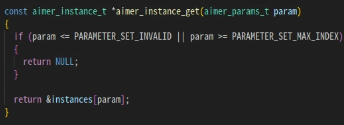 const aimer_instance_t *aimer_instance_get(aimer_params_t param)
{
  if (param <= PARAMETER_SET_INVALID || param >= PARAMETER_SET_MAX_INDEX)
  {
    return NULL;
  }
  return &instances[param];
}